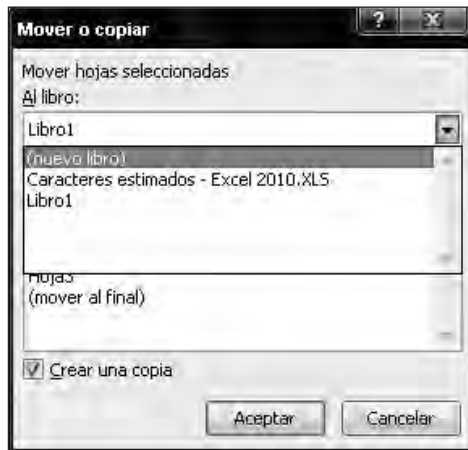 Mover o copiar
?
Mover hojas seleccionadas
Al libro:
Libro1
(nuevo libro)
Caracteres estimados - Excel 2010.XLS
Libro1
Hoja3
(mover al final)
Crear una copia
Aceptar
Cancelar